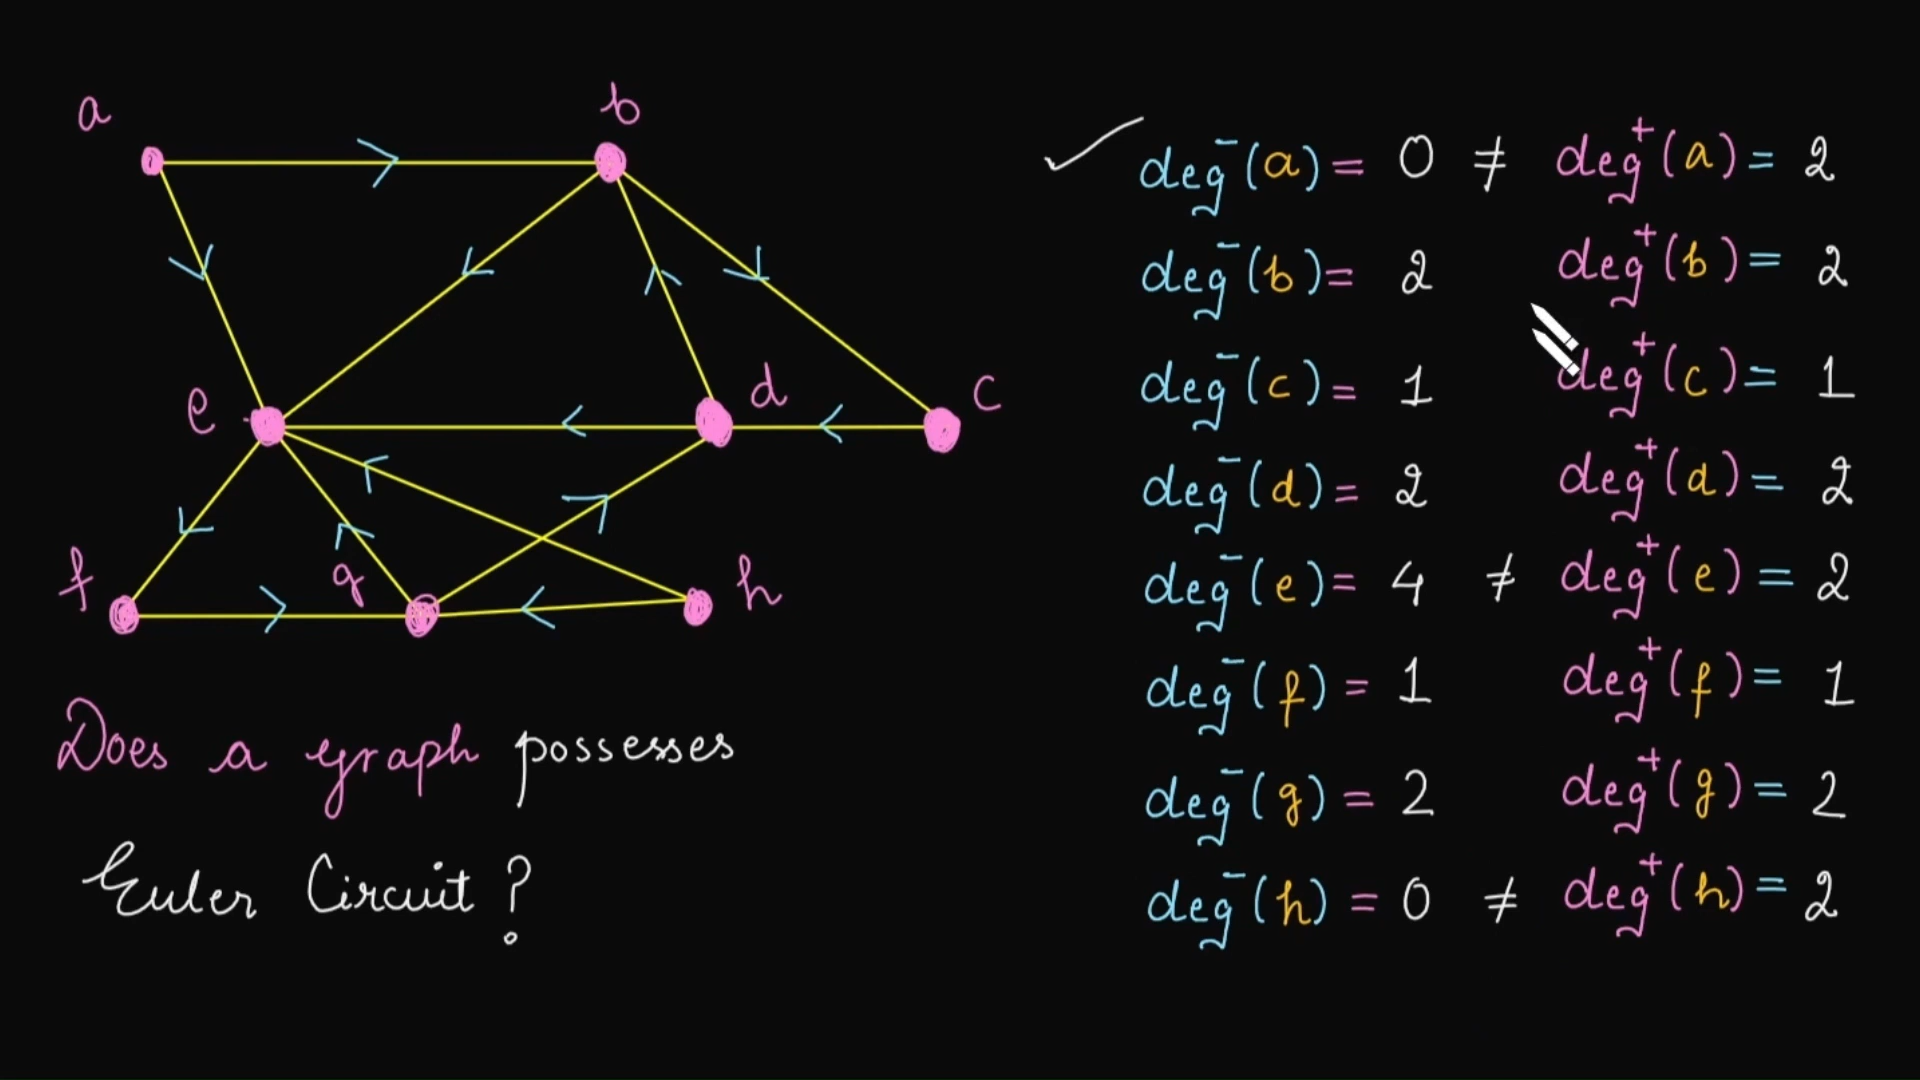 a
b
e
d
c
f
g
h
Does a graph possesses
Euler Circuit ?
deg⁻(a) = 0 ≠ deg⁺(a) = 2
deg⁻(b) = 2 deg⁺(b) = 2
deg⁻(c) = 1 deg⁺(c) = 1
deg⁻(d) = 2 deg⁺(d) = 2
deg⁻(e) = 4 ≠ deg⁺(e) = 2
deg⁻(f) = 1 deg⁺(f) = 1
deg⁻(g) = 2 deg⁺(g) = 2
deg⁻(h) = 0 ≠ deg⁺(h) = 2